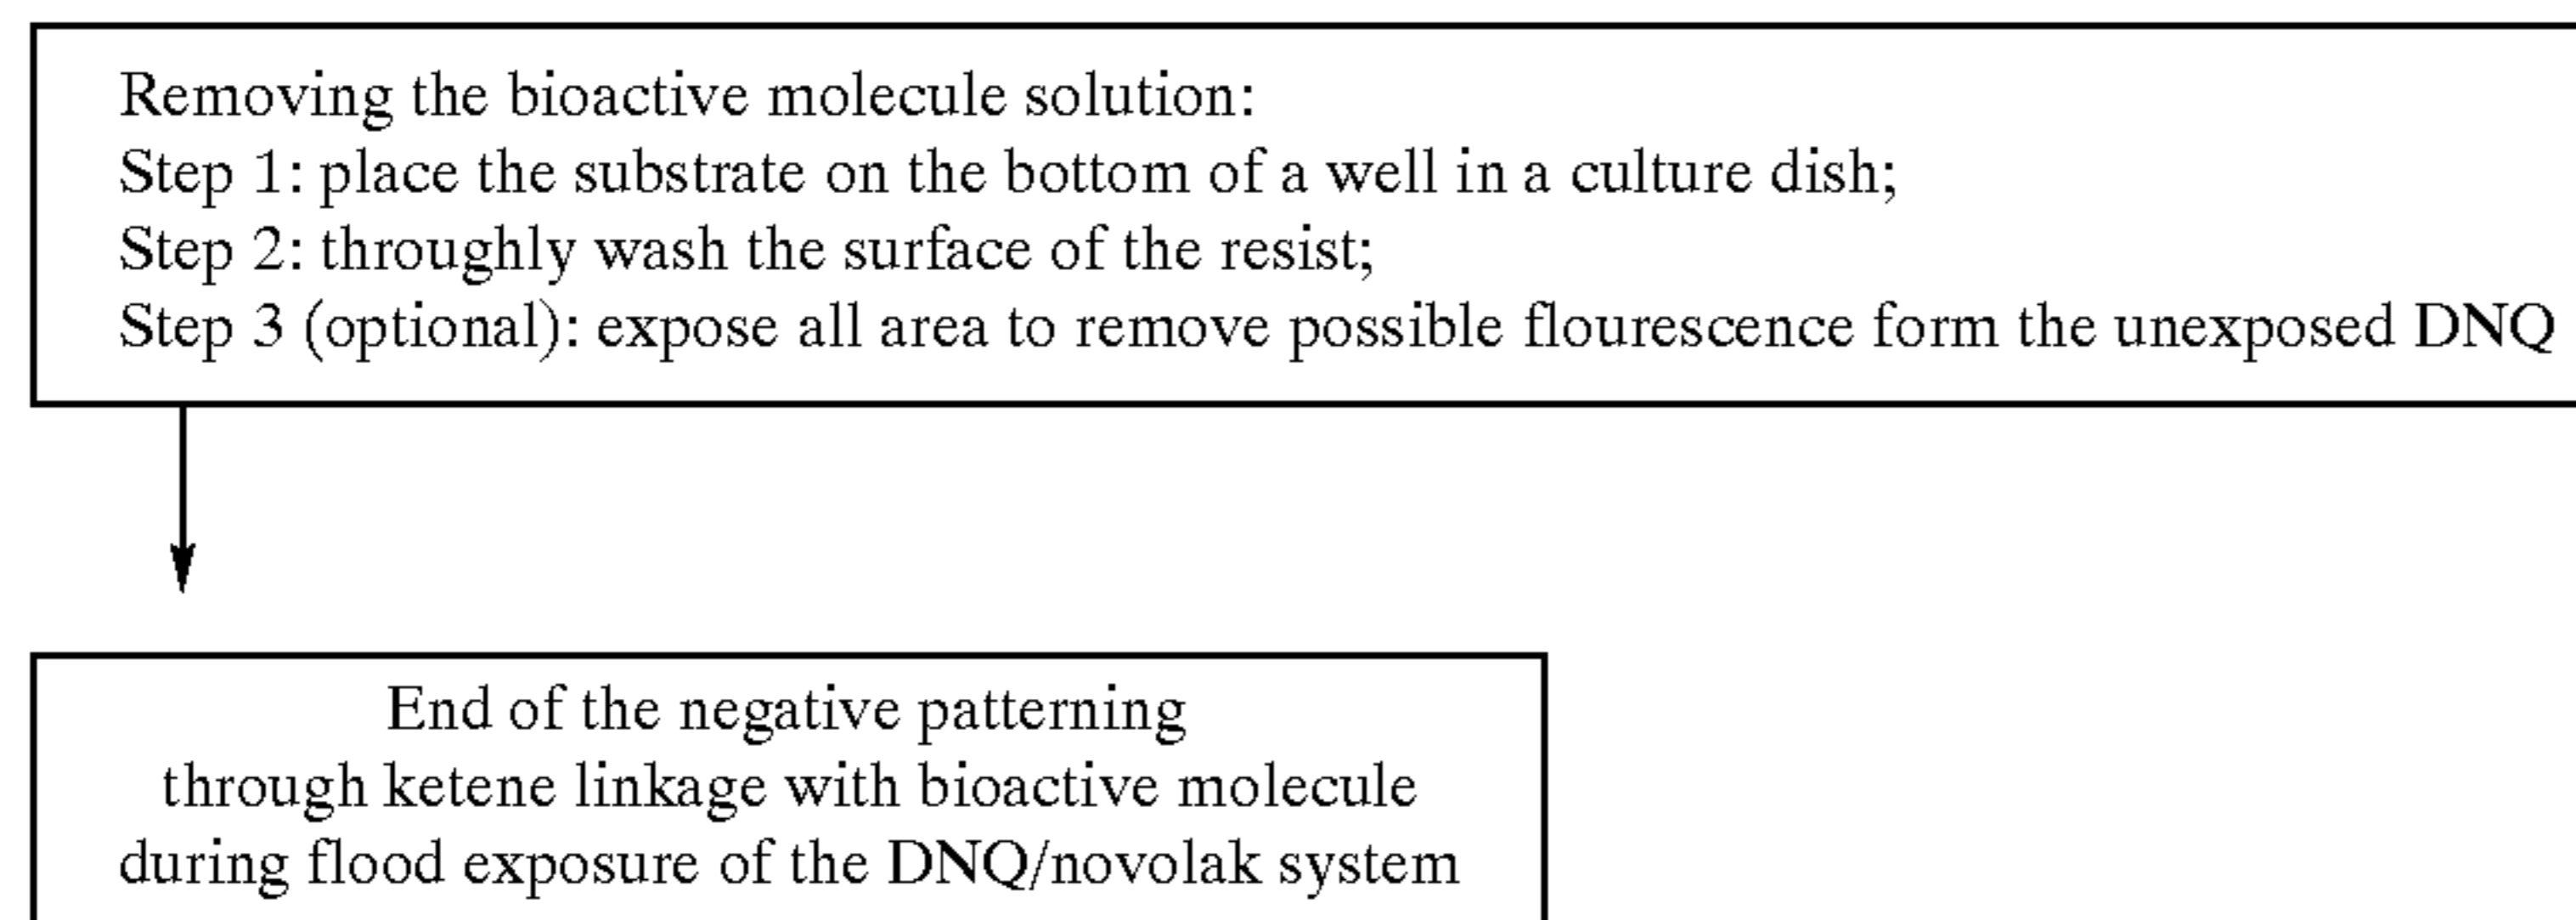 Removing the bioactive molecule solution:
Step 1: place the substrate on the bottom of a well in a culture dish;
Step 2: throughly wash the surface of the resist;
Step 3 (optional): expose all area to remove possible flourescence form the unexposed DNQ
End of the negative patterning
through ketene linkage with bioactive molecule
during flood exposure of the DNQ/novolak system